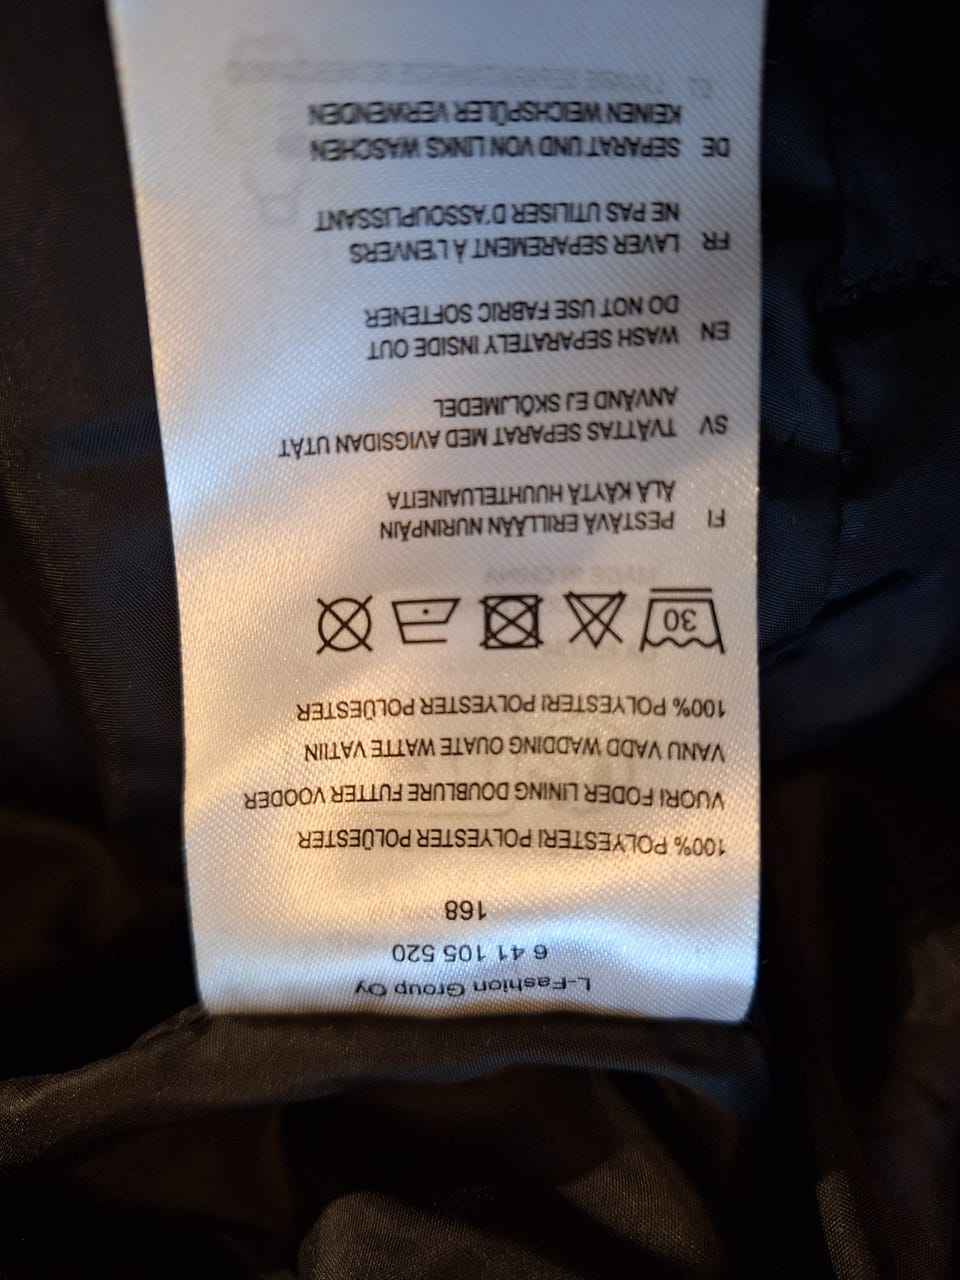 L-Fashion Group Oy
6 41 105 520
168
100% POLYESTERI POLYESTER POLÜESTER
VUORI FODER LINING DOUBLURE FUTTER VOODER
VANU VADD WADDING OUATE WATTE VATIIN
100% POLYESTERI POLYESTER POLÜESTER
30
FI PESTÄVÄ ERILLÄÄN NURINPÄIN
ÄLÄ KÄYTÄ HUUHTELUAINEITA
SV TVÄTTAS SEPARAT MED AVIGSIDAN UTÅT
ANVÄND EJ SKÖLJMEDEL
EN WASH SEPARATELY INSIDE OUT
DO NOT USE FABRIC SOFTENER
FR LAVER SEPAREMENT À L'ENVERS
NE PAS UTILISER D'ASSOUPLISSANT
DE SEPARAT UND VON LINKS WASCHEN
KEINEN WEICHSPÜLER VERWENDEN